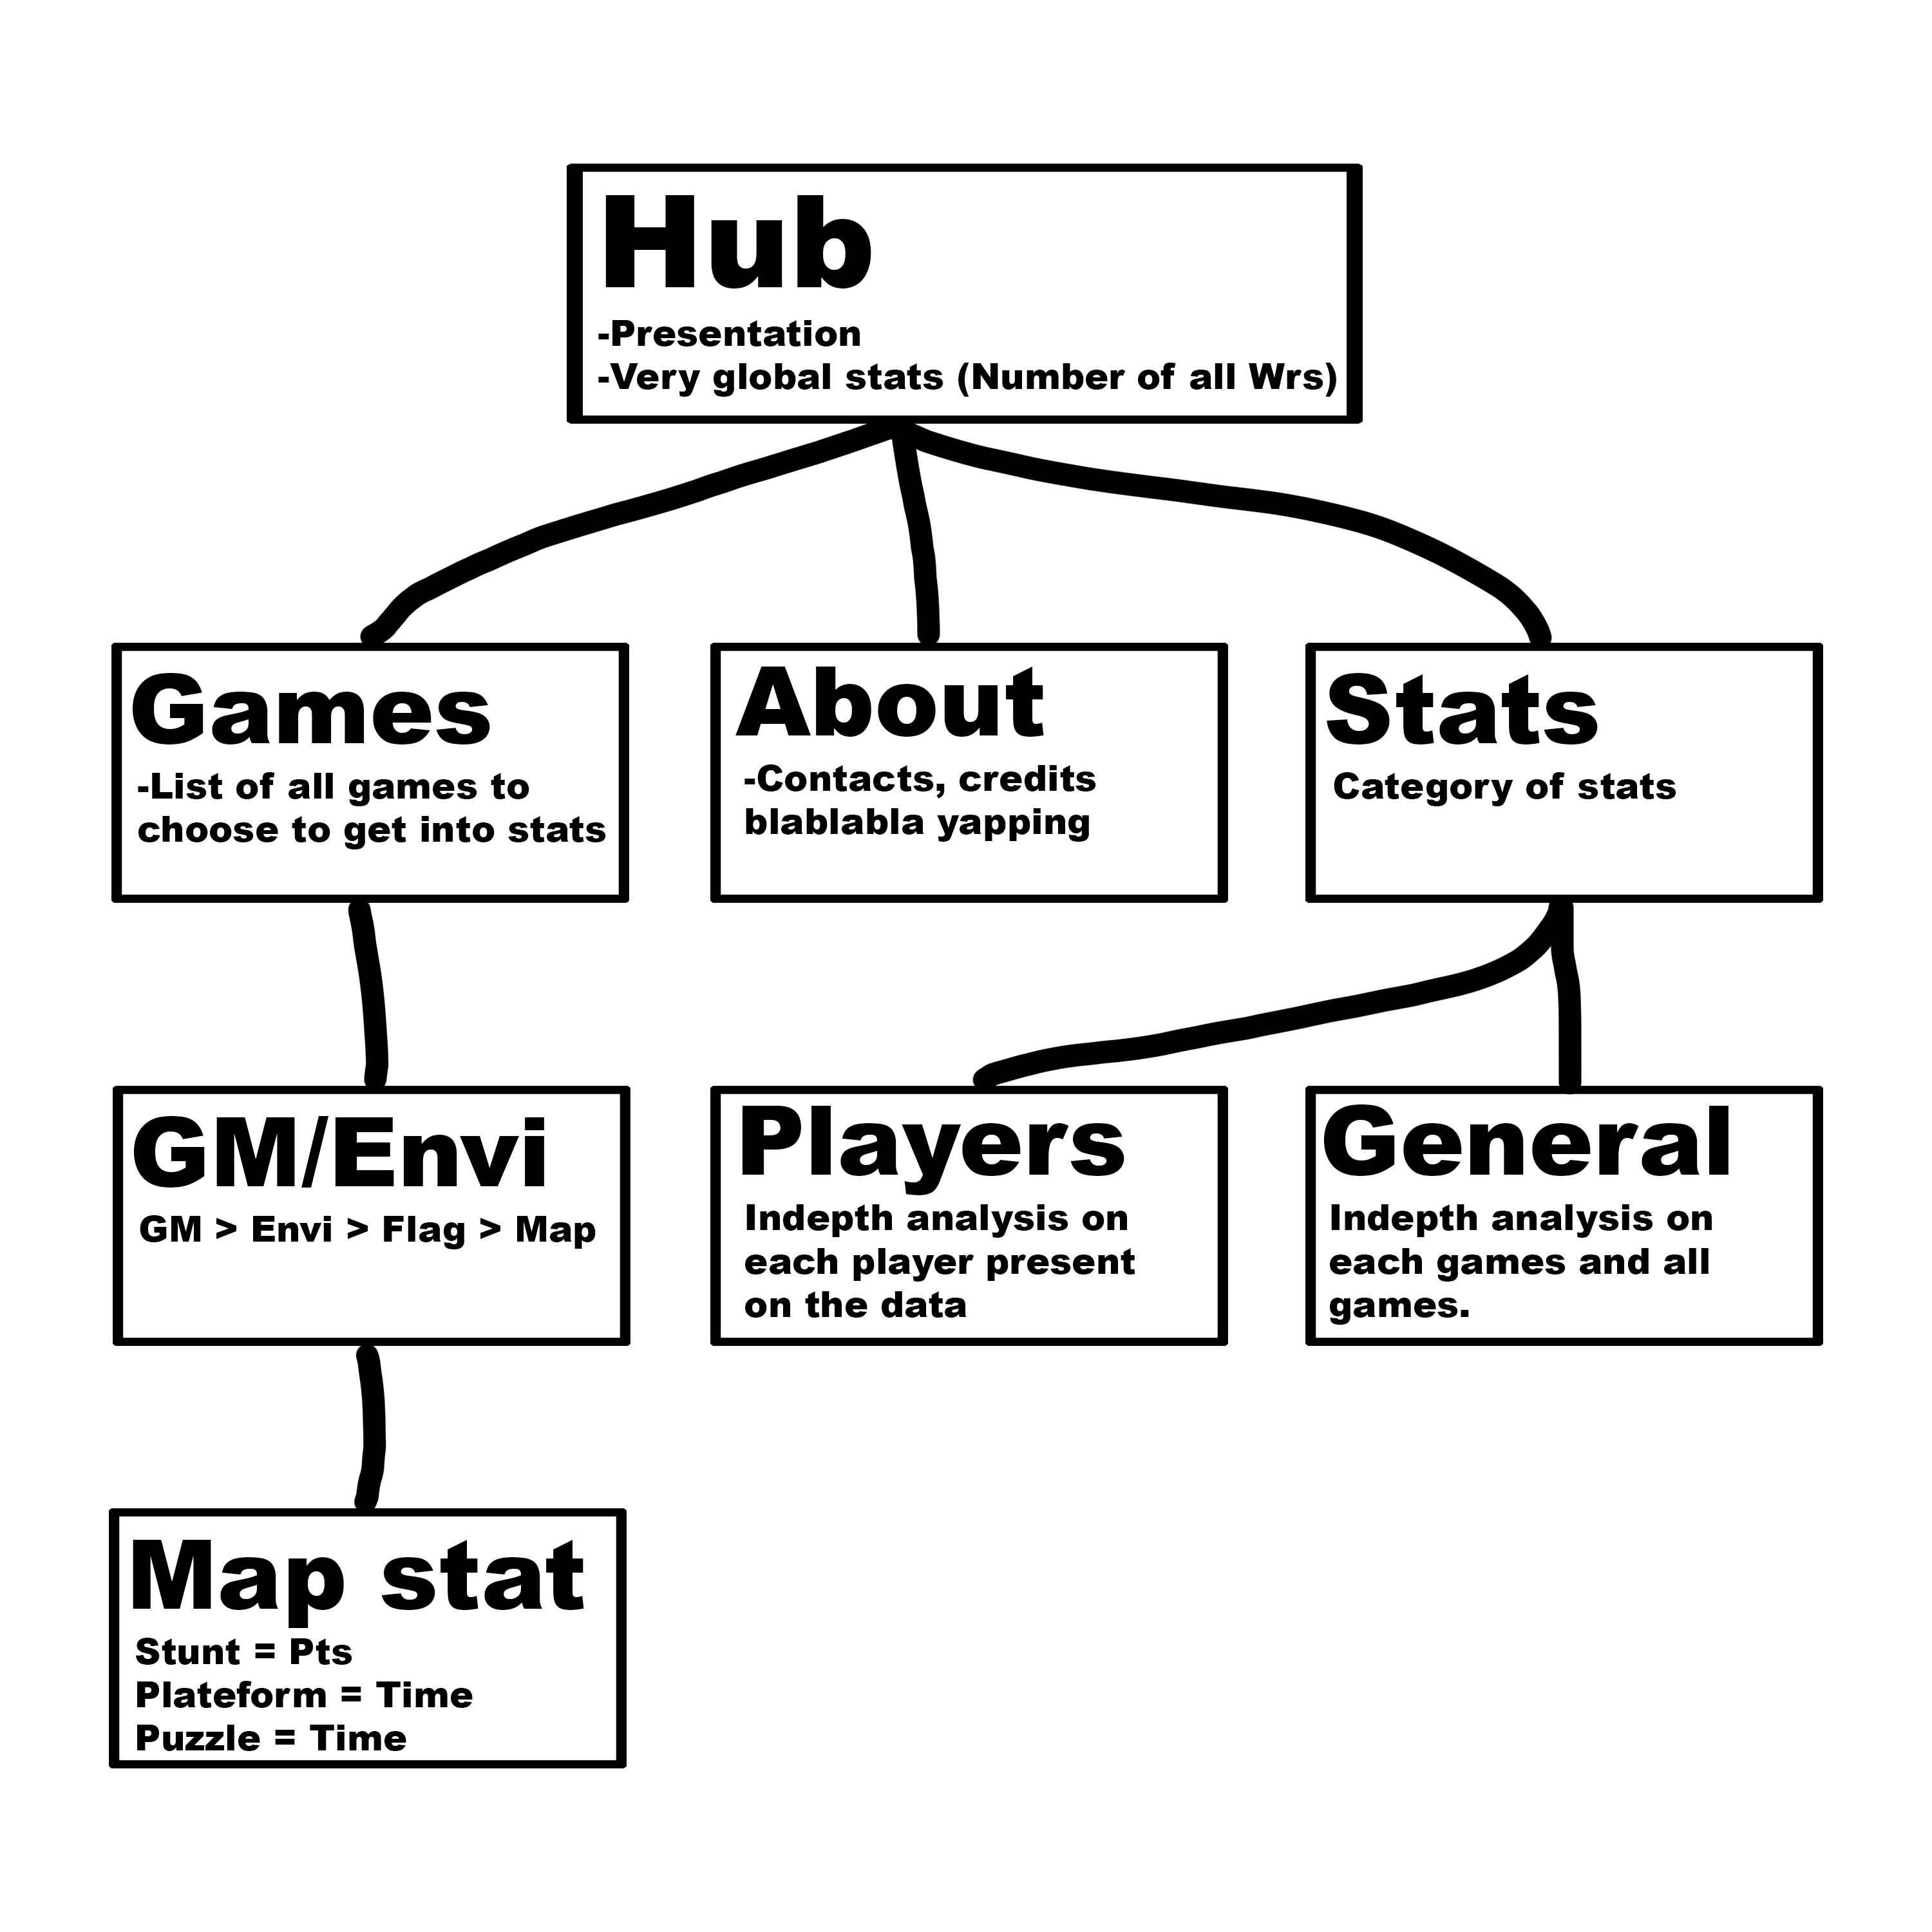 Hub
-Presentation
-Very global stats (Number of all Wrs)
Games
-List of all games to
choose to get into stats
About
-Contacts, credits
blablabla yapping
Stats
Category of stats
GM/Envi
GM > Envi > Flag > Map
Players
Indepth analysis on
each player present
on the data
General
Indepth analysis on
each games and all
games.
Map stat
Stunt = Pts
Plateform = Time
Puzzle = Time